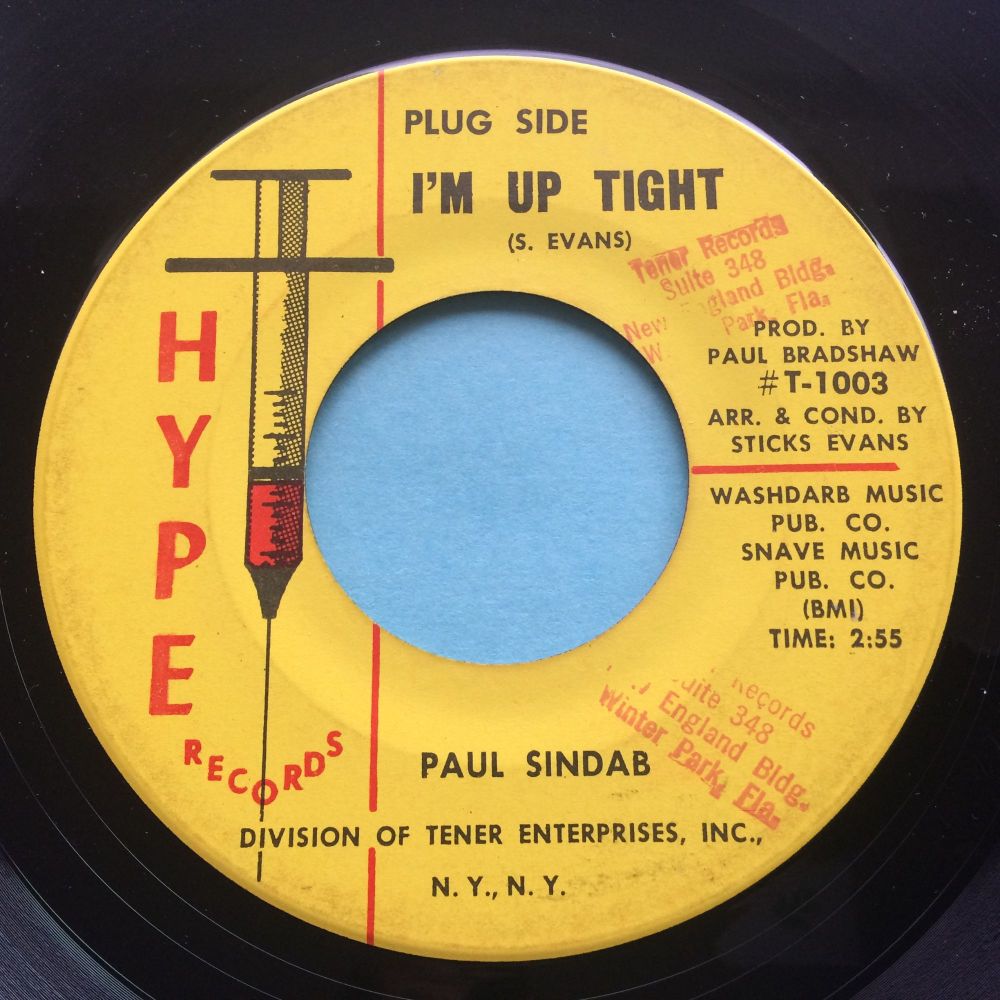 PLUG SIDE
I'M UP TIGHT
(S. EVANS)
Tener Records
Suite 348
New gland Bldg.
W Park, Fla.
PROD. BY
PAUL BRADSHAW
#T-1003
ARR. & COND. BY
STICKS EVANS
WASHDARB MUSIC
PUB. CO.
SNAVE MUSIC
PUB. CO.
(BMI)
TIME: 2:55
HYPE
RECORDS
Records
uite 348
England Bldg.
Winter Park, Fla.
PAUL SINDAB
DIVISION OF TENER ENTERPRISES, INC.,
N. Y., N. Y.